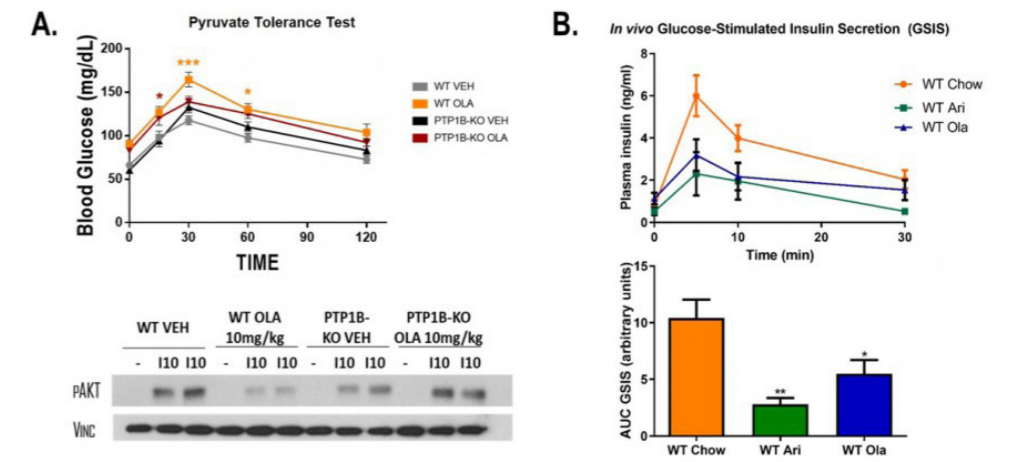 A.
Pyruvate Tolerance Test
Blood Glucose (mg/dL)
200
150
100
50
0
***
*
*
0 30 60 90 120
TIME
WT VEH
WT OLA
PTP1B-KO VEH
PTP1B-KO OLA
WT VEH
WT OLA
10mg/kg
PTP1B-
KO VEH
PTP1B-KO
OLA 10mg/kg
- I10 I10 - I10 I10 - I10 I10 - I10 I10
pAKT
VINC
B.
In vivo Glucose-Stimulated Insulin Secretion (GSIS)
Plasma insulin (ng/ml)
8
6
4
2
0
0 10 20 30
Time (min)
WT Chow
WT Ari
WT Ola
AUC GSIS (arbitrary units)
15
10
5
0
**
*
WT Chow WT Ari WT Ola